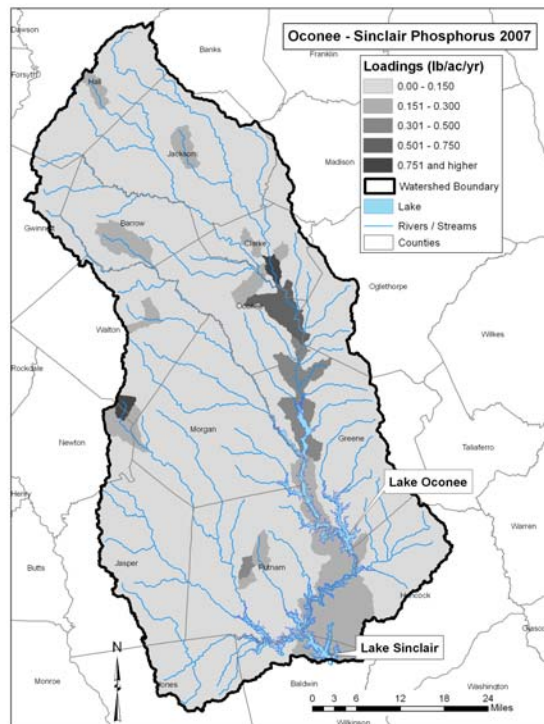 Oconee - Sinclair Phosphorus 2007
Loadings (lb/ac/yr)
0.00 - 0.150
0.151 - 0.300
0.301 - 0.500
0.501 - 0.750
0.751 and higher
Watershed Boundary
Lake
Rivers / Streams
Counties
Dawson
Banks
Franklin
Forsyth
Hall
Jackson
Madison
Barrow
Gwinnett
Clarke
Oglethorpe
Walton
Wilkes
Rockdale
Newton
Morgan
Greene
Taliaferro
Lake Oconee
Henry
Warren
Butts
Jasper
Putnam
Hancock
Lake Sinclair
N
Monroe
Jones
Baldwin
Washington
Wilkinson
0 3 6 12 18 24
Miles